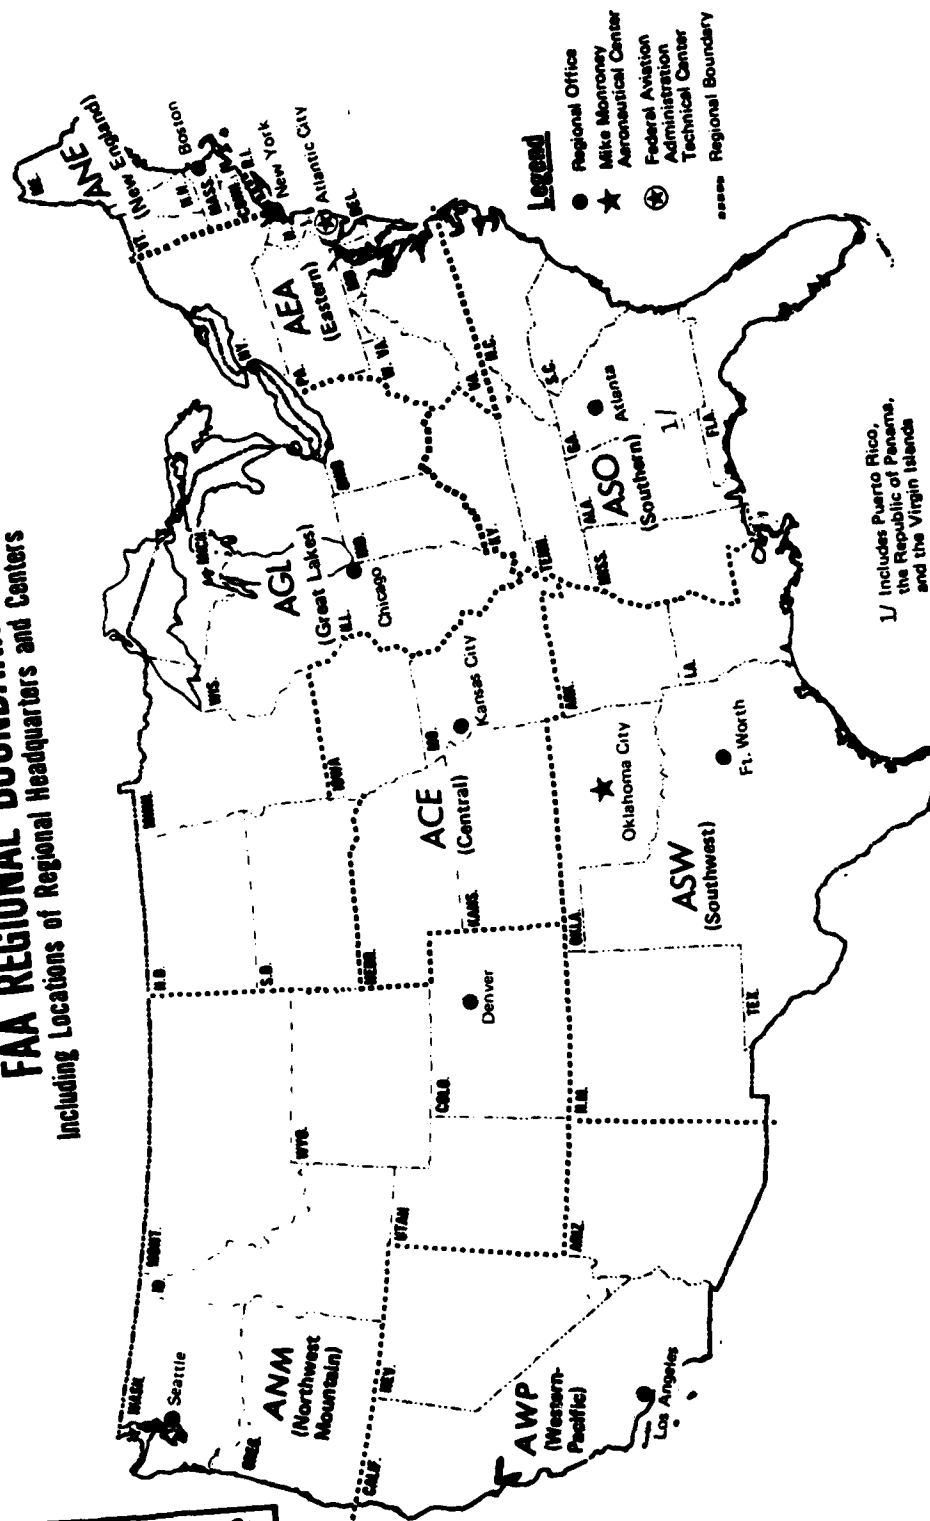 FAA REGIONAL
Including Locations of Regional Headquarters and Centers
WASH.
Seattle
ID.
MONT.
N.D.
MINN.
S.D.
WIS.
MICH.
OREG.
ANM
(Northwest
Mountain)
WYO.
NEBR.
IOWA
AGL
(Great Lakes)
ILL.
IND.
OHIO
Chicago
N.Y.
PA.
AEA
(Eastern)
VT.
ME.
ANE
(New England)
N.H.
MASS.
CONN.
R.I.
Boston
New York
N.J.
Atlantic City
DEL.
MD.
W. VA.
VA.
CALIF.
NEV.
UTAH
COLO.
Denver
KANS.
ACE
(Central)
MO.
Kansas City
KY.
N.C.
TENN.
S.C.
AWP
(Western-
Pacific)
Los Angeles
ARIZ.
N.M.
OKLA.
Oklahoma City
ARK.
MISS.
ALA.
GA.
Atlanta
ASO
(Southern)
1/
FLA.
LA.
ASW
(Southwest)
Ft. Worth
TEX.
Legend
Regional Office
Mike Monroney
Aeronautical Center
Federal Aviation
Administration
Technical Center
Regional Boundary
1/ Includes Puerto Rico,
the Republic of Panama,
and the Virgin Islands